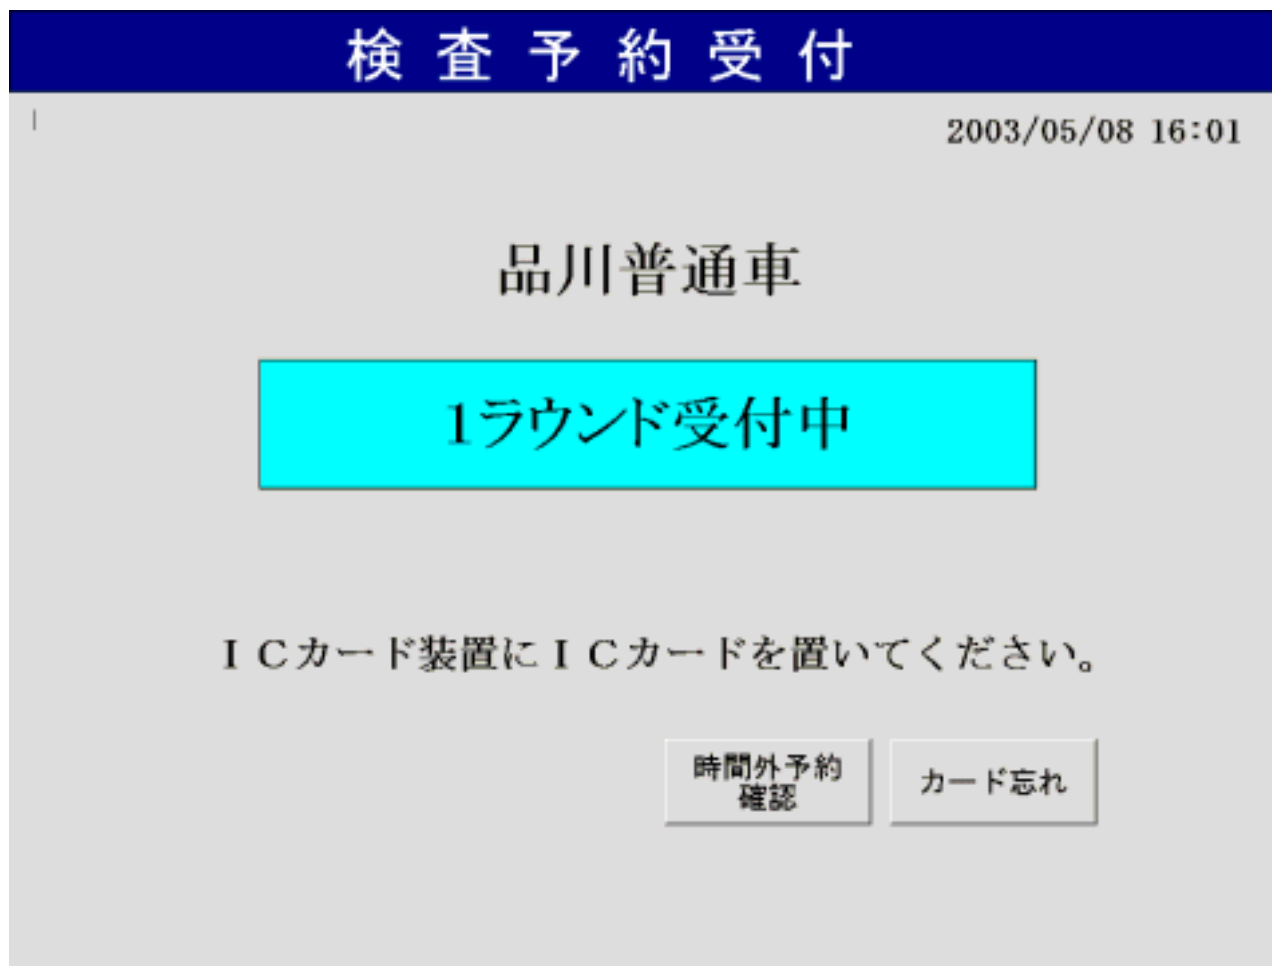 検査予約受付
2003/05/08 16:01
品川普通車
1ラウンド受付中
ＩＣカード装置にＩＣカードを置いてください。
時間外予約
確認
カード忘れ